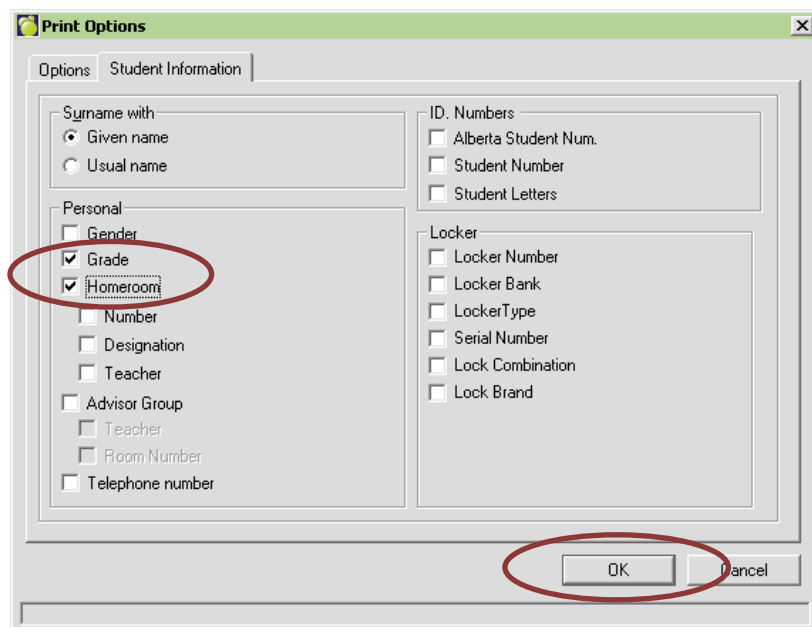 Print Options
Options
Student Information
Surname with
Given name
Usual name
Personal
Gender
Grade
Homeroom
Number
Designation
Teacher
Advisor Group
Teacher
Room Number
Telephone number
ID. Numbers
Alberta Student Num.
Student Number
Student Letters
Locker
Locker Number
Locker Bank
LockerType
Serial Number
Lock Combination
Lock Brand
OK
Cancel